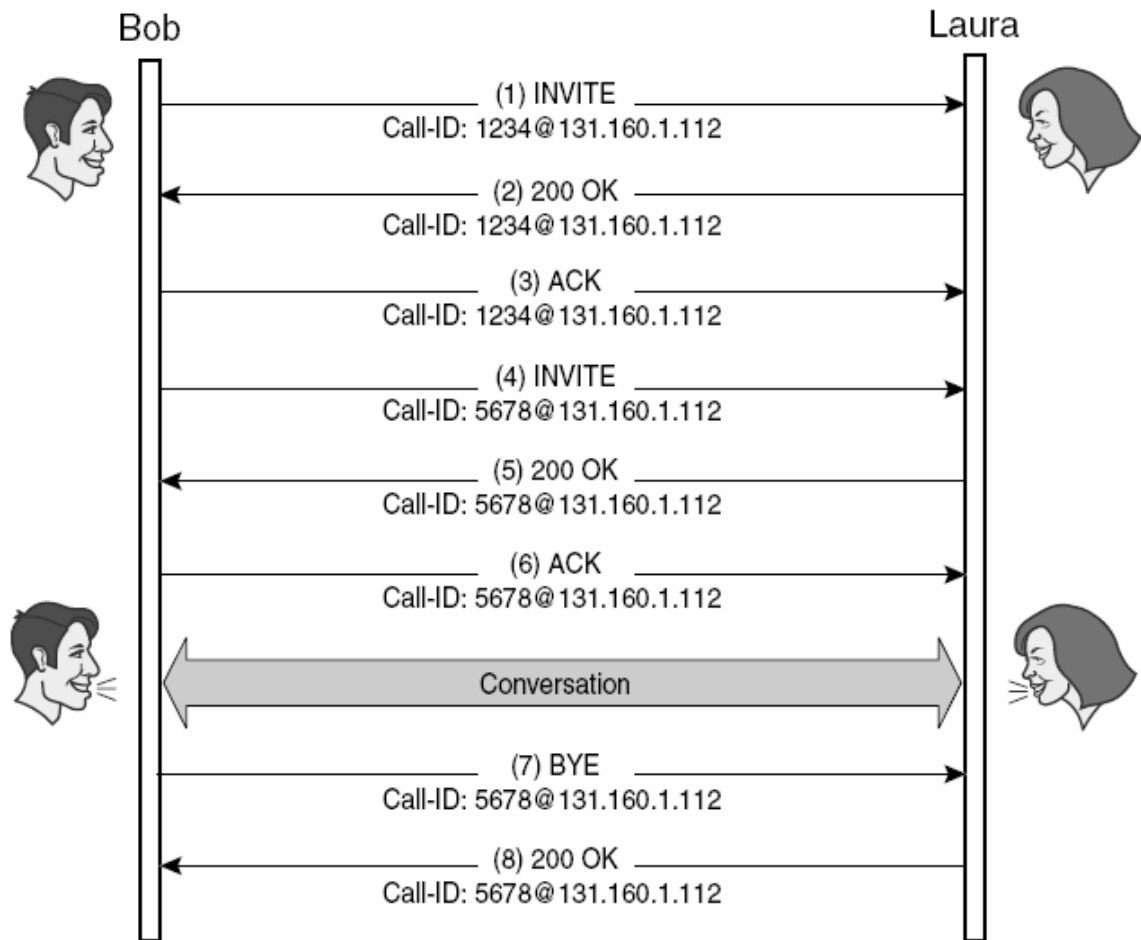 Bob
Laura
(1) INVITE
Call-ID: 1234@131.160.1.112
(2) 200 OK
Call-ID: 1234@131.160.1.112
(3) ACK
Call-ID: 1234@131.160.1.112
(4) INVITE
Call-ID: 5678@131.160.1.112
(5) 200 OK
Call-ID: 5678@131.160.1.112
(6) ACK
Call-ID: 5678@131.160.1.112
Conversation
(7) BYE
Call-ID: 5678@131.160.1.112
(8) 200 OK
Call-ID: 5678@131.160.1.112